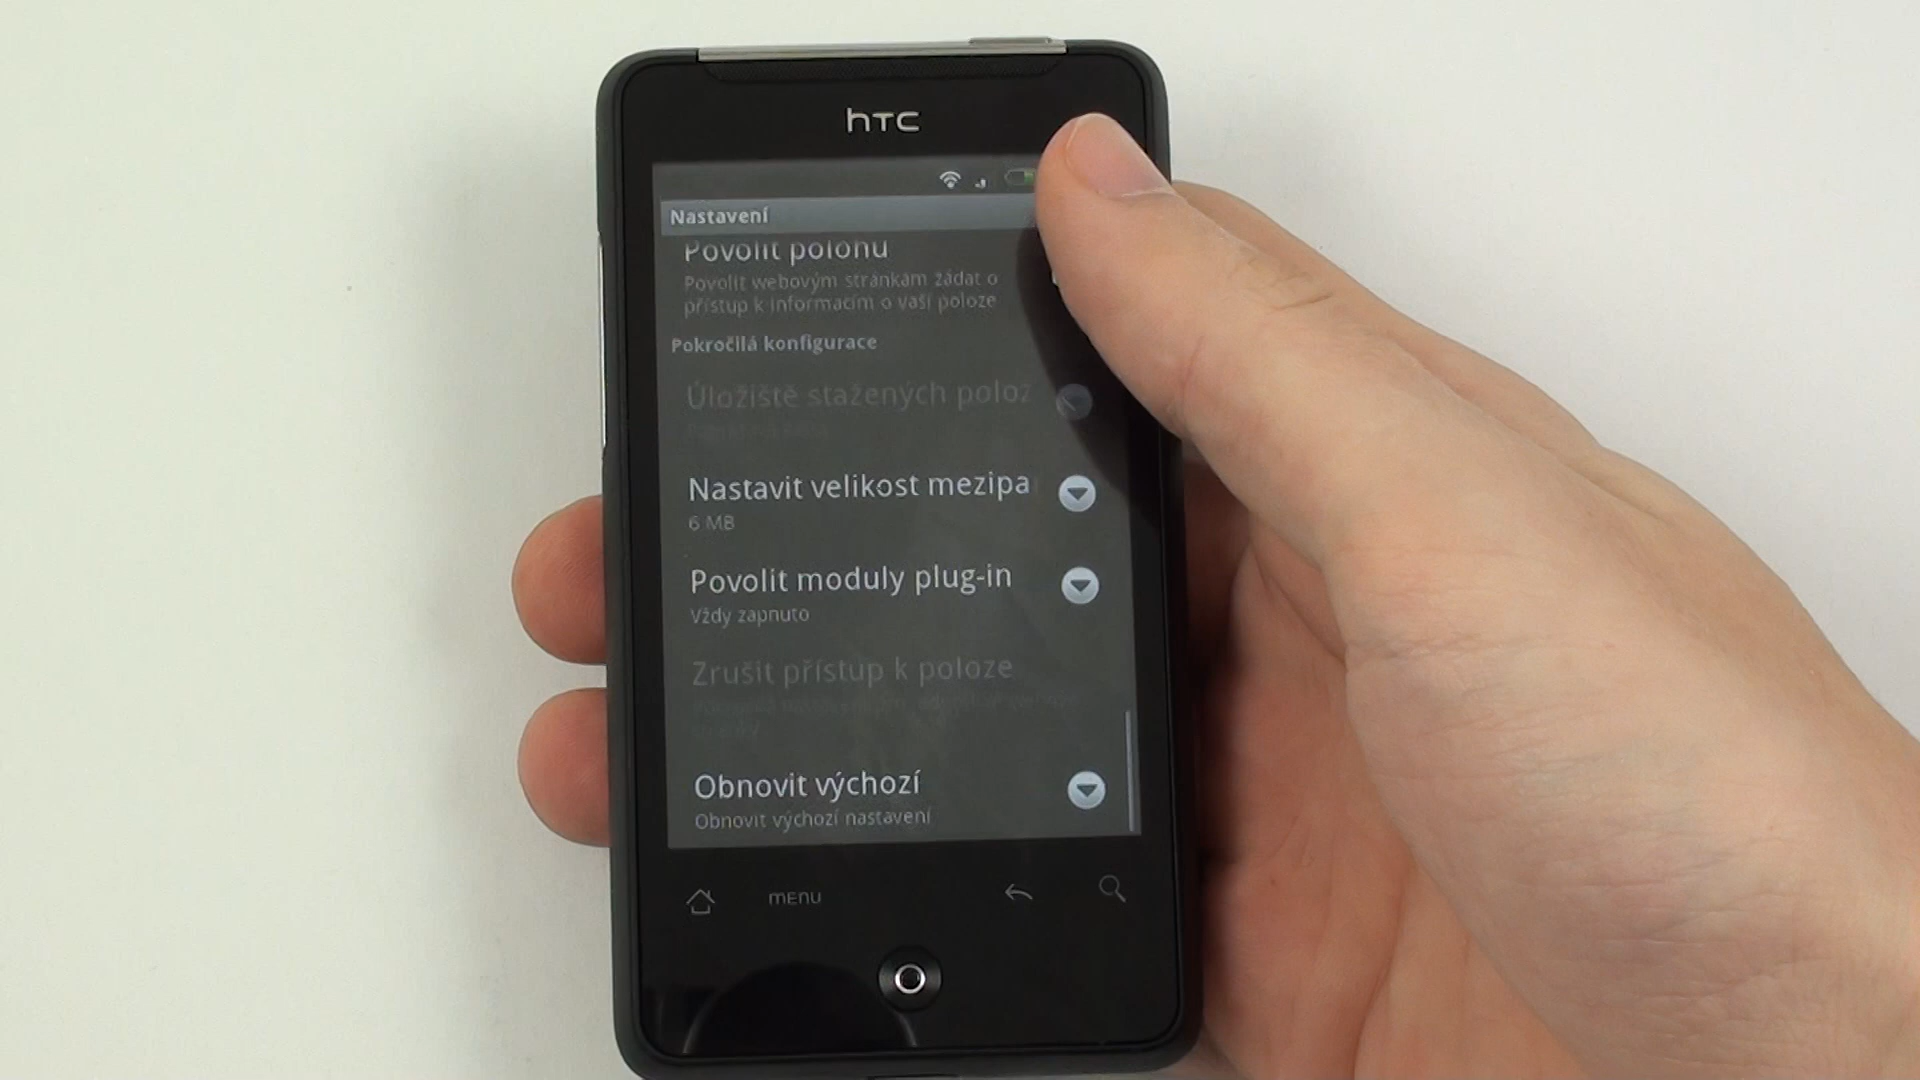 hTC
Nastavení
Povolit polohu
Povolit webovým stránkám žádat o
přístup k informacím o vaší poloze
Pokročilá konfigurace
Úložiště stažených polož
Nastavit velikost mezipa
6 MB
Povolit moduly plug-in
Vždy zapnuto
Zrušit přístup k poloze
Obnovit výchozí
Obnovit výchozí nastavení
MENU